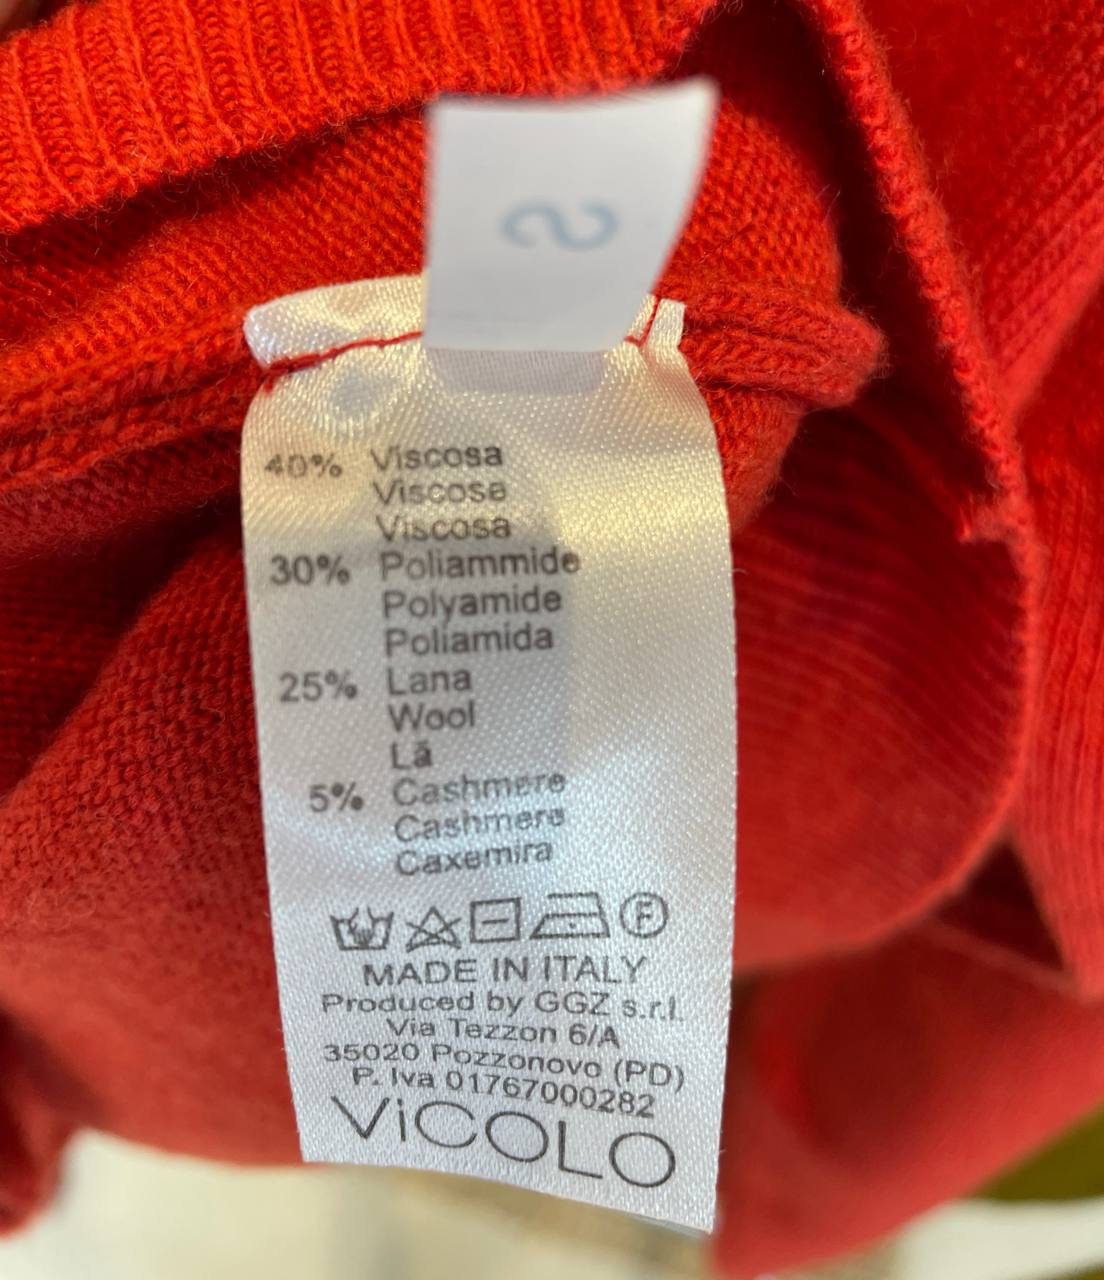 S
40% Viscosa
Viscose
Viscosa
30% Poliammide
Polyamide
Poliamida
25% Lana
Wool
Lã
5% Cashmere
Cashmere
Caxemira
F
MADE IN ITALY
Produced by GGZ s.r.l.
Via Tezzon 6/A
35020 Pozzonovo (PD)
P. Iva 01767000282
ViCOLO